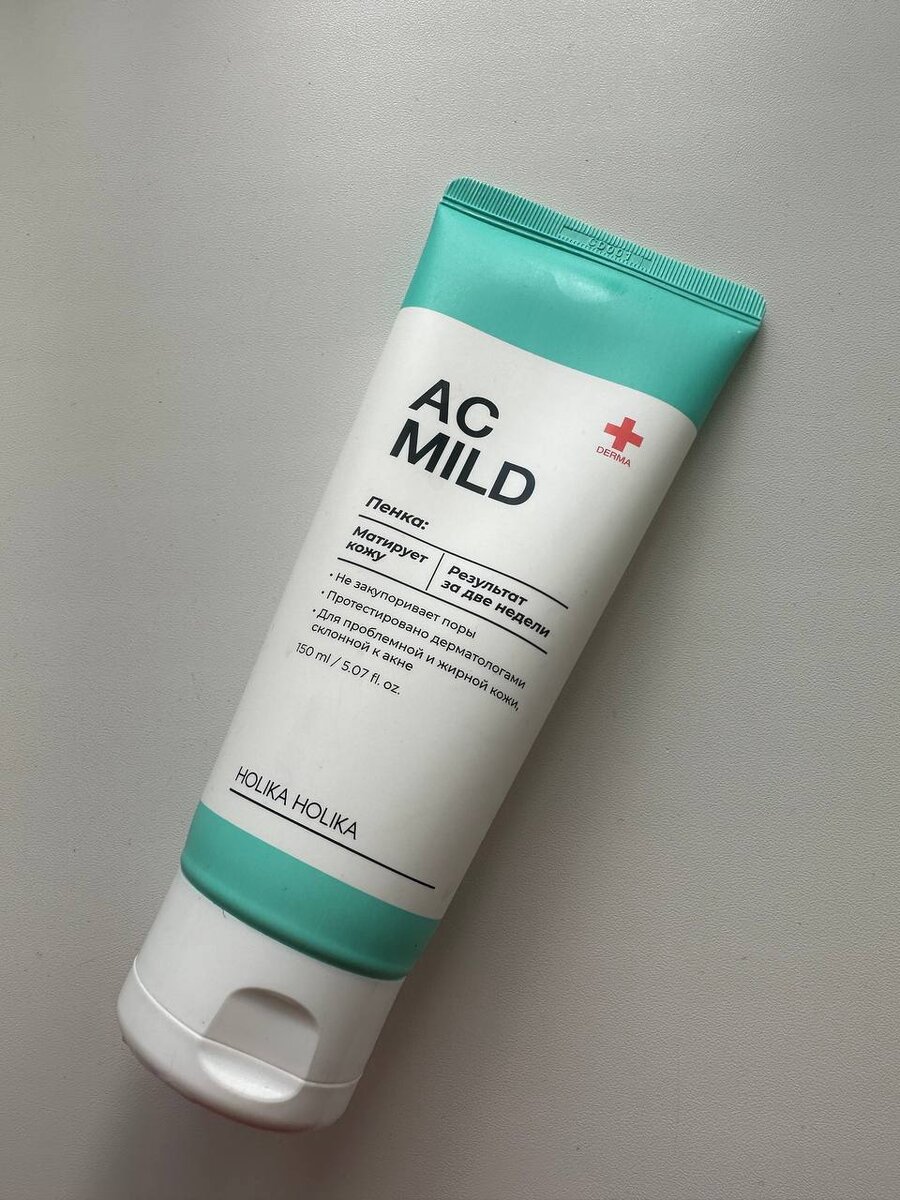 AC
MILD
DERMA
Пенка:
Матирует
кожу
Результат
за две недели
• Не закупоривает поры
• Протестировано дерматологами
• Для проблемной и жирной кожи,
склонной к акне
150 ml / 5.07 fl. oz.
HOLIKA HOLIKA